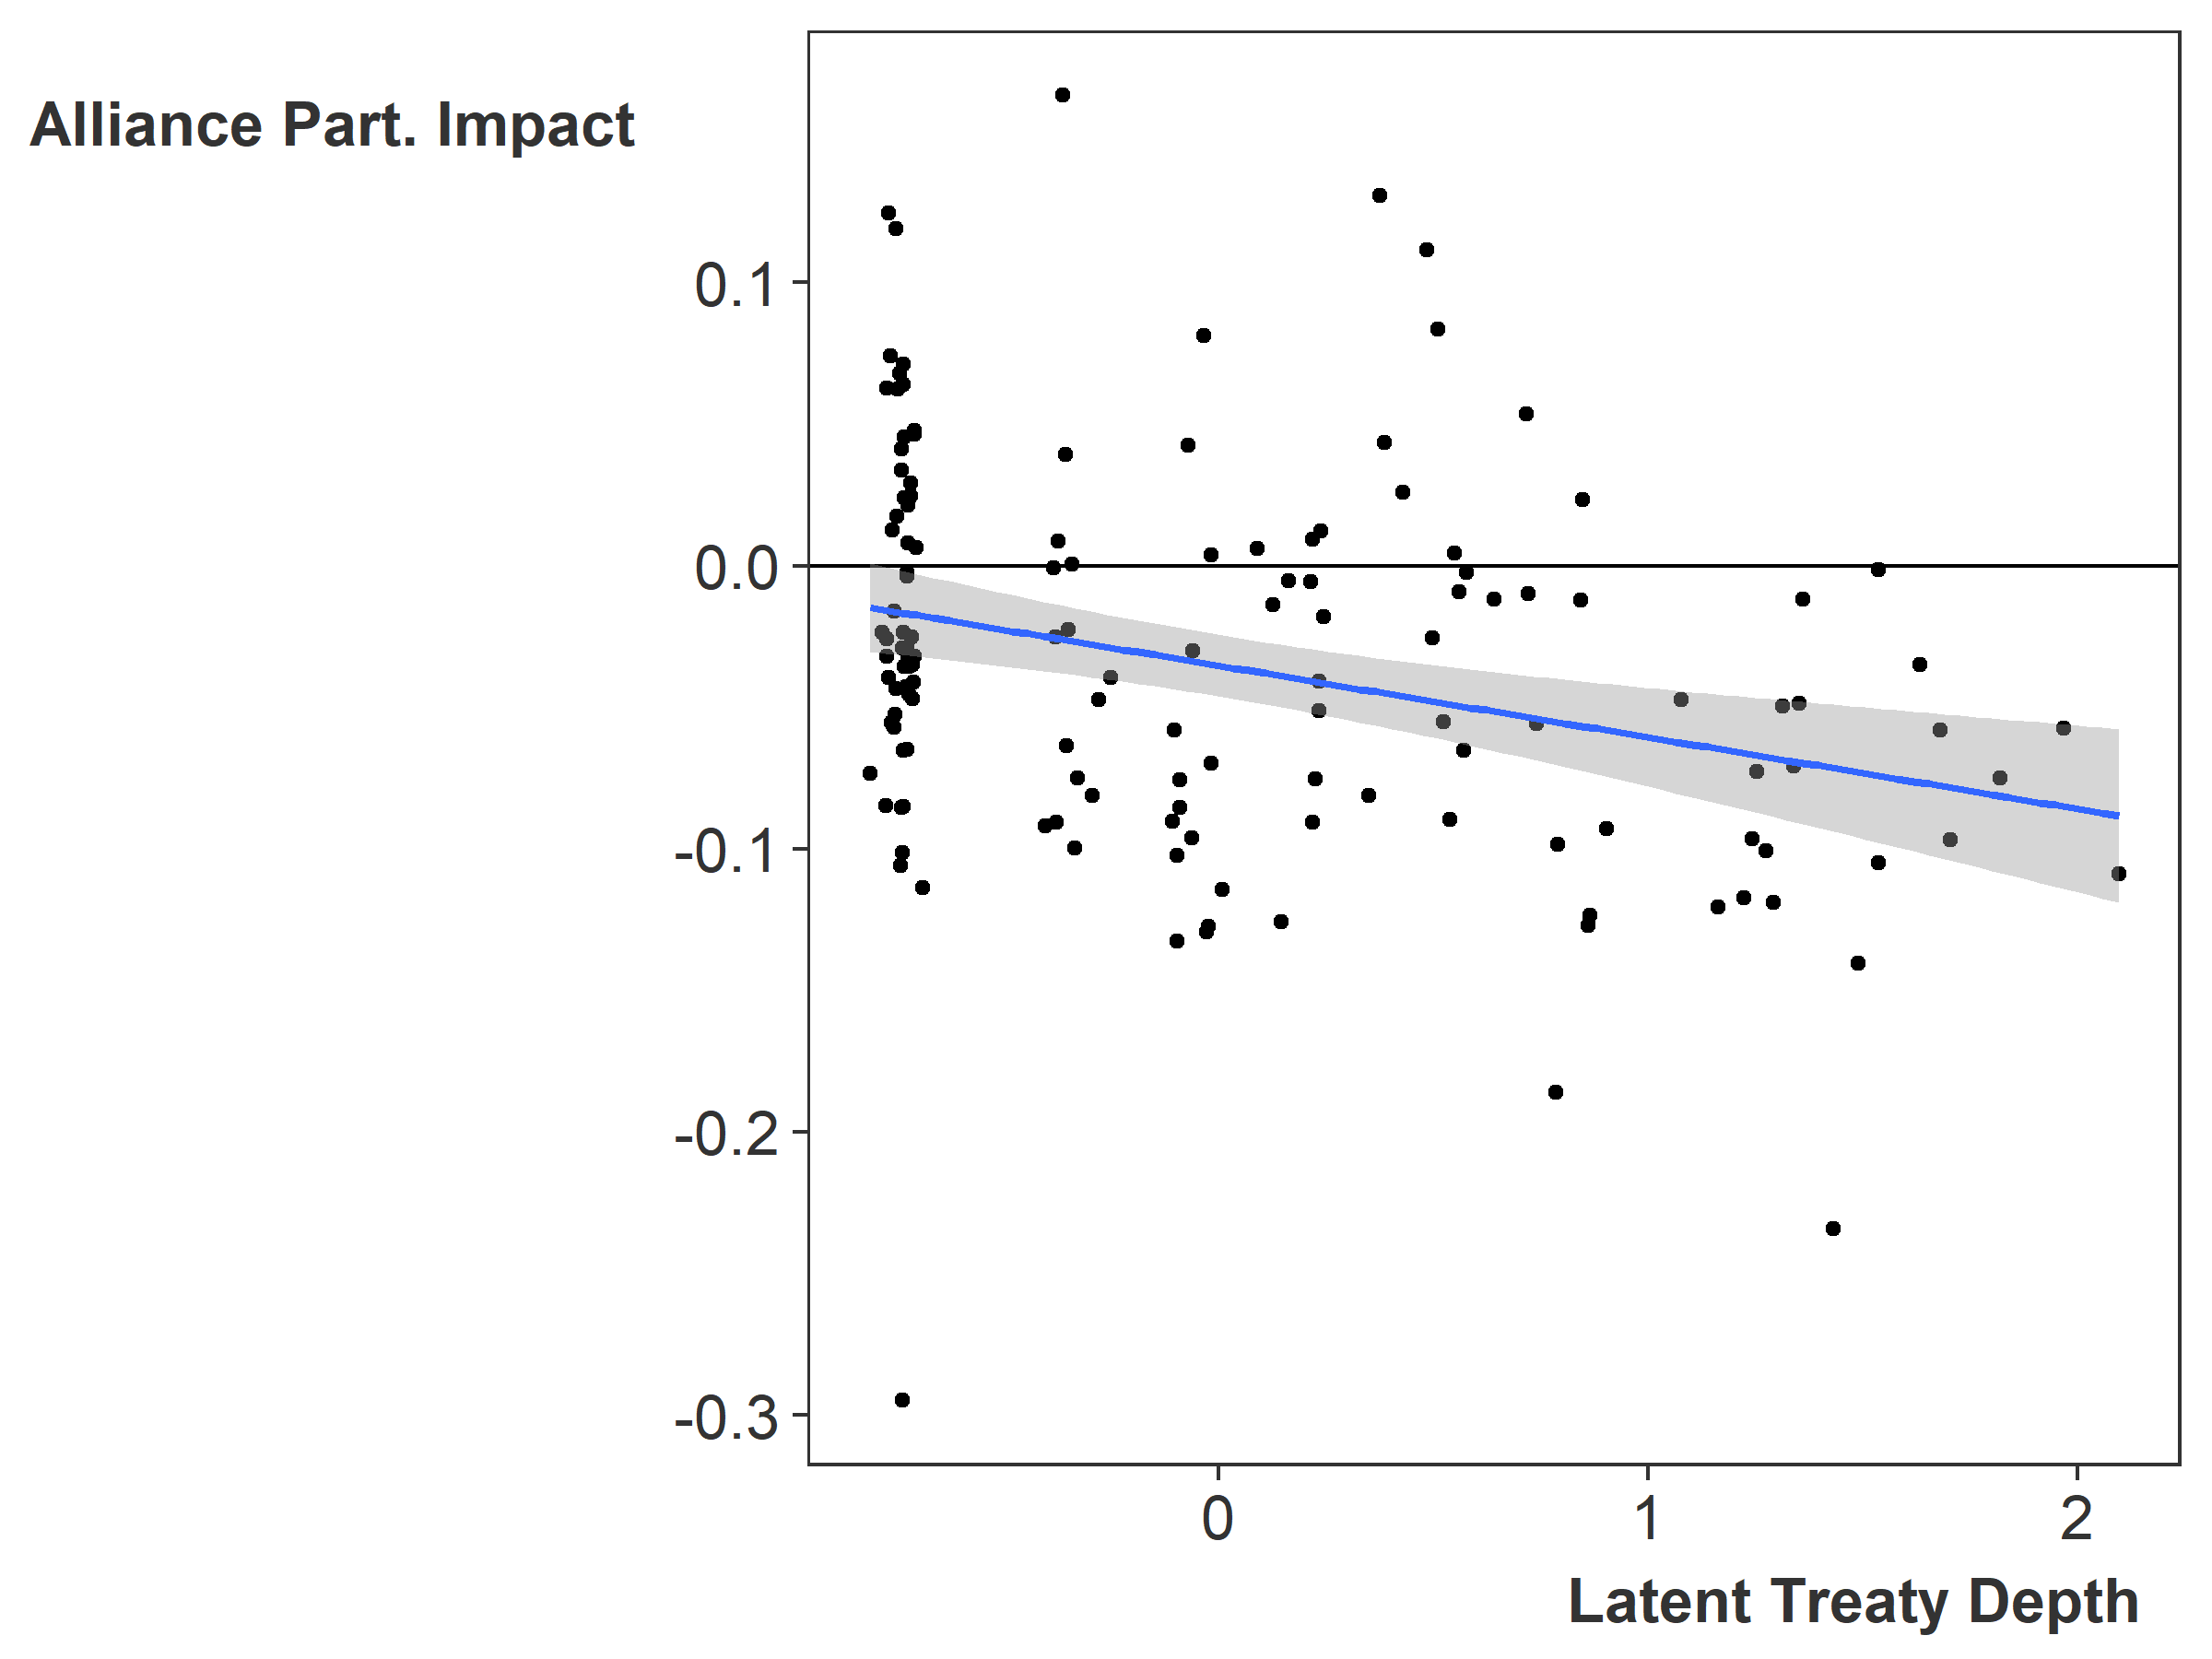 Alliance Part. Impact
0.1
0.0
-0.1
-0.2
-0.3
0 1 2
Latent Treaty Depth